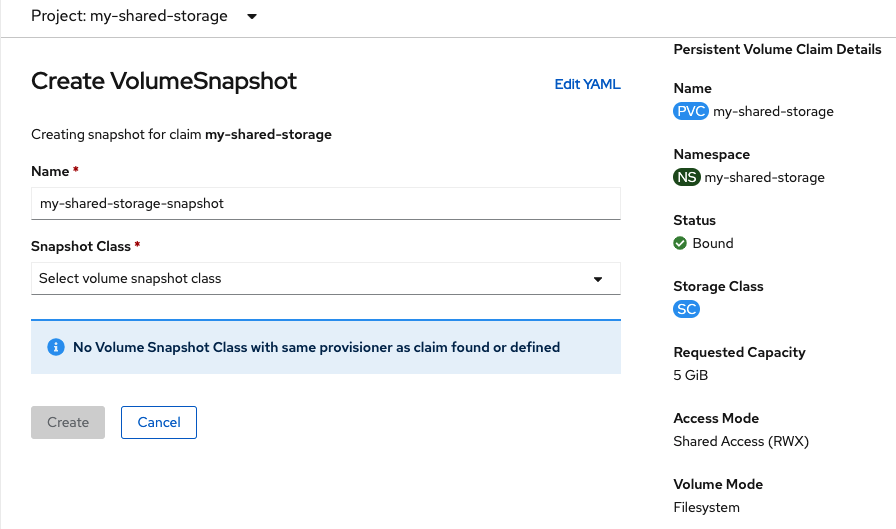 Project: my-shared-storage
Create VolumeSnapshot
Edit YAML
Creating snapshot for claim my-shared-storage
Name *
my-shared-storage-snapshot
Snapshot Class *
Select volume snapshot class
No Volume Snapshot Class with same provisioner as claim found or defined
Create
Cancel
Persistent Volume Claim Details
Name
PVC my-shared-storage
Namespace
NS my-shared-storage
Status
Bound
Storage Class
SC
Requested Capacity
5 GiB
Access Mode
Shared Access (RWX)
Volume Mode
Filesystem